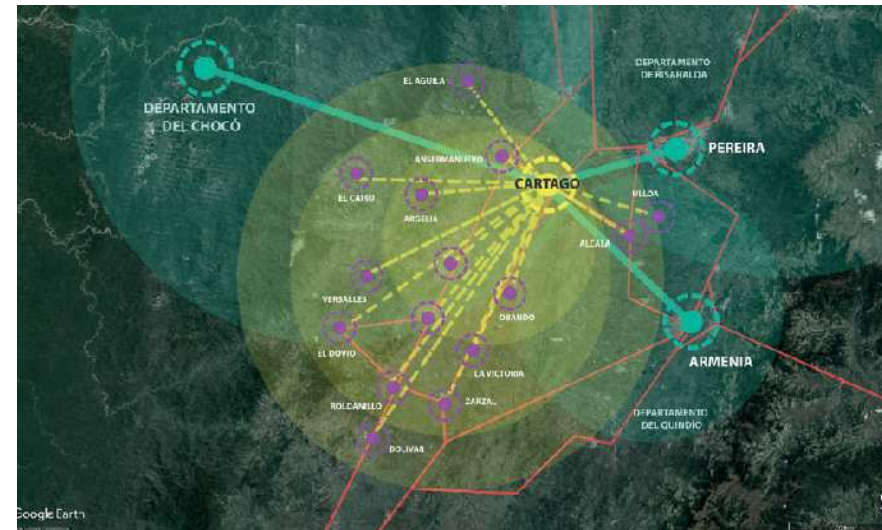 DEPARTAMENTO
DE RISARALDA
EL AGUILA
DEPARTAMENTO
DEL CHOCÓ
PEREIRA
ANSERMANUEVO
CARTAGO
EL CAIRO
ARGELIA
ULLOA
ALCALA
VERSALLES
OBANDO
EL DOVIO
LA VICTORIA
ARMENIA
ROLDANILLO
ZARZAL
DEPARTAMENTO
DEL QUINDÍO
BOLIVAR
Google Earth